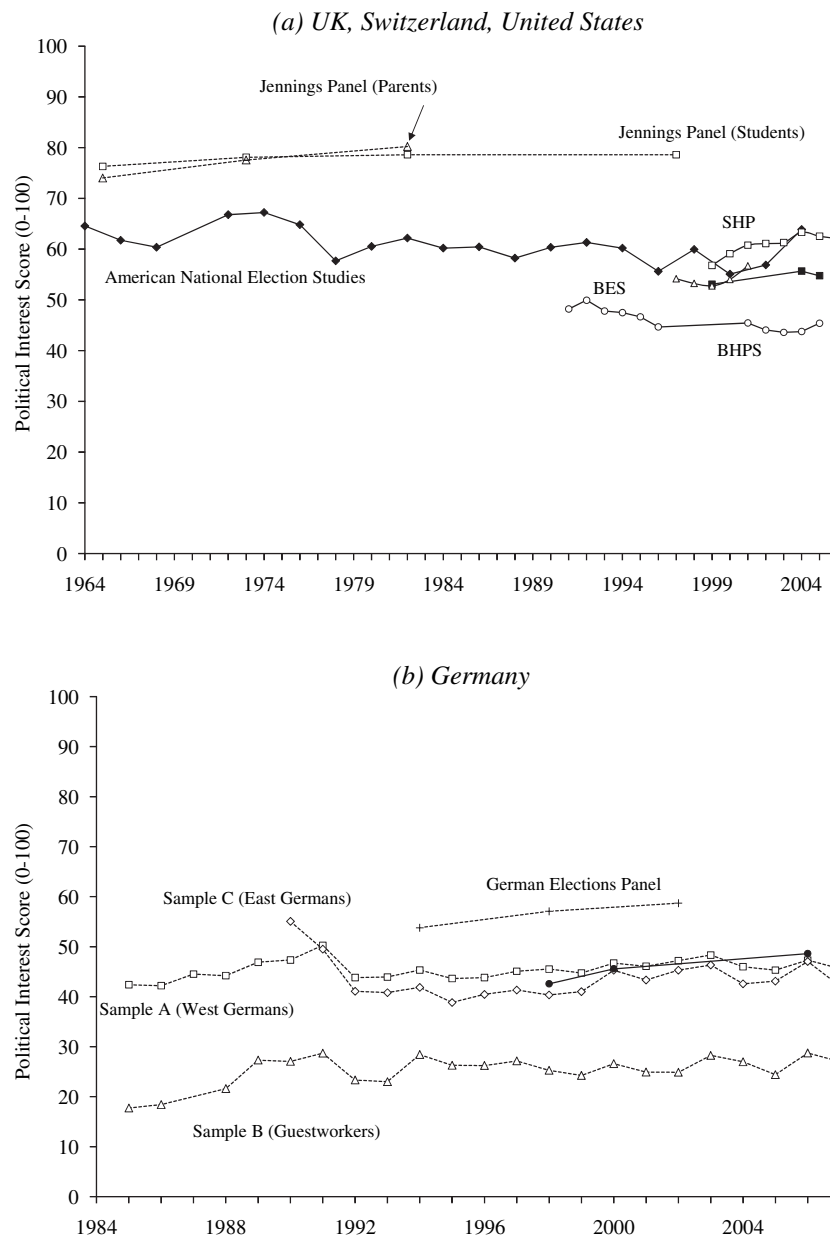 (a) UK, Switzerland, United States
100
90
80
70
60
50
40
30
20
10
0
Political Interest Score (0-100)
Jennings Panel (Parents)
Jennings Panel (Students)
SHP
American National Election Studies
BES
BHPS
1964 1969 1974 1979 1984 1989 1994 1999 2004
(b) Germany
100
90
80
70
60
50
40
30
20
10
0
Political Interest Score (0-100)
German Elections Panel
Sample C (East Germans)
Sample A (West Germans)
Sample B (Guestworkers)
1984 1988 1992 1996 2000 2004